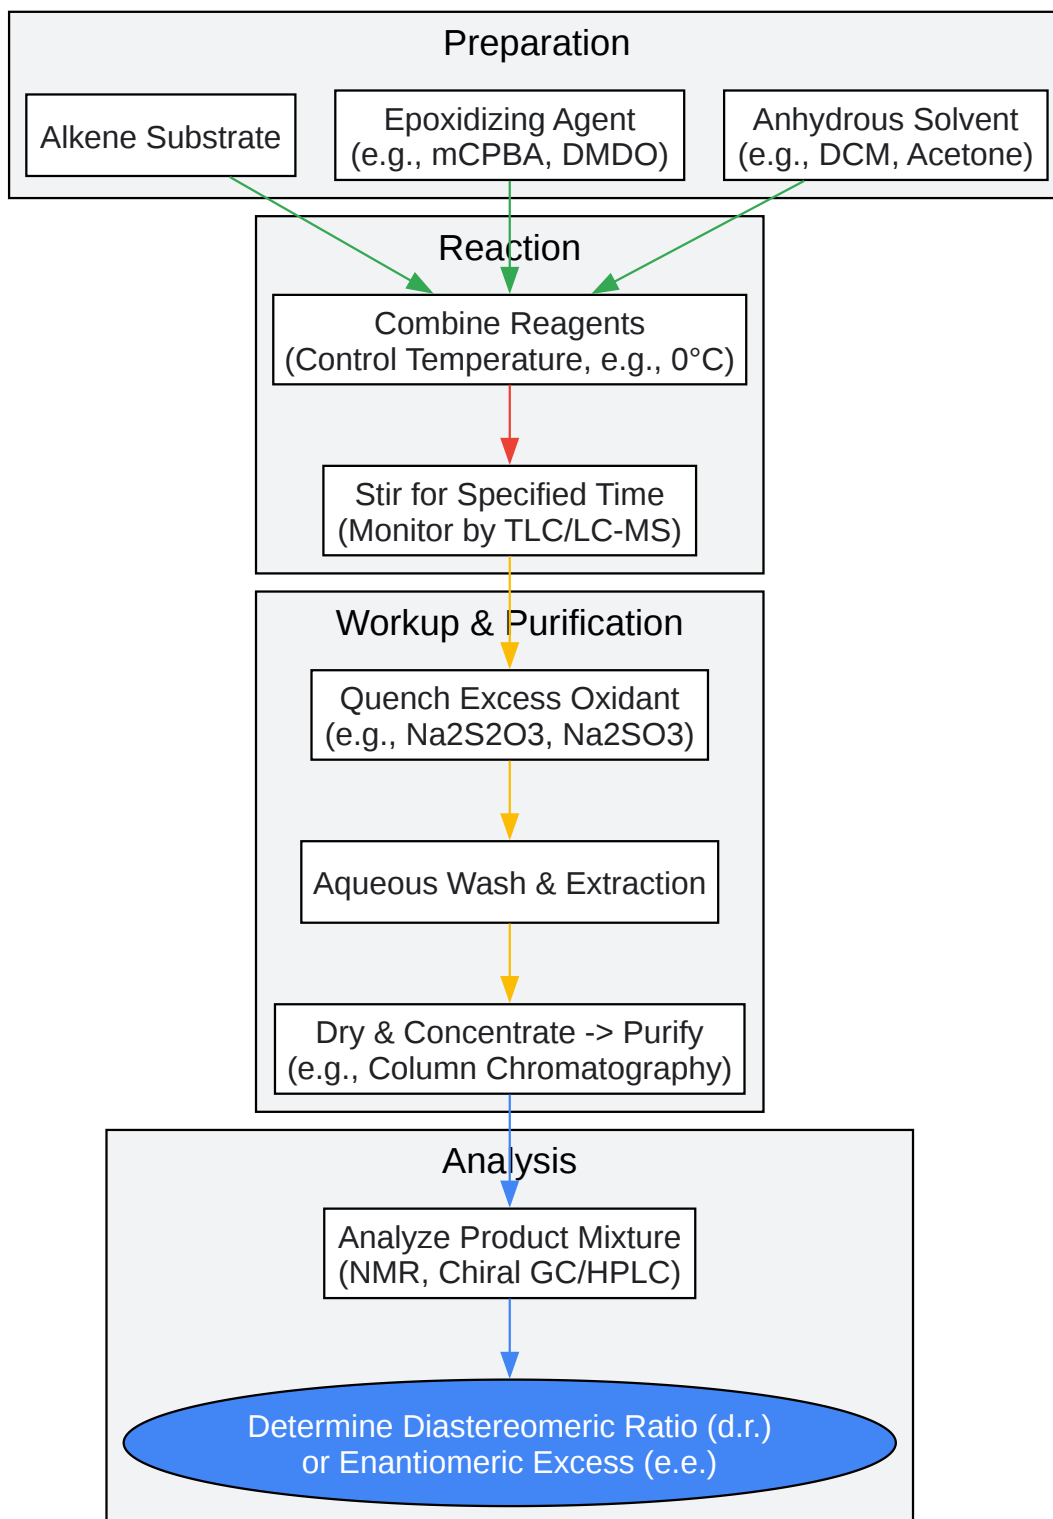 Preparation
Alkene Substrate
Epoxidizing Agent
(e.g., mCPBA, DMDO)
Anhydrous Solvent
(e.g., DCM, Acetone)
Reaction
Combine Reagents
(Control Temperature, e.g., 0°C)
Stir for Specified Time
(Monitor by TLC/LC-MS)
Workup & Purification
Quench Excess Oxidant
(e.g., Na2S2O3, Na2SO3)
Aqueous Wash & Extraction
Dry & Concentrate -> Purify
(e.g., Column Chromatography)
Analysis
Analyze Product Mixture
(NMR, Chiral GC/HPLC)
Determine Diastereomeric Ratio (d.r.)
or Enantiomeric Excess (e.e.)